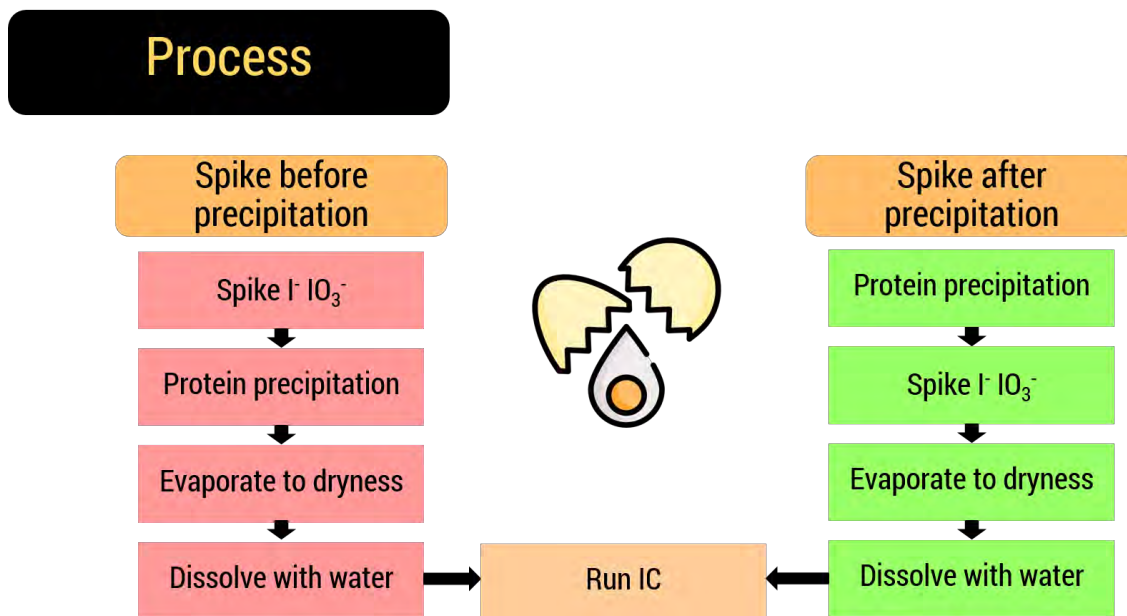 Process
Spike before
precipitation
Spike I⁻ IO₃⁻
Protein precipitation
Evaporate to dryness
Dissolve with water
Run IC
Spike after
precipitation
Protein precipitation
Spike I⁻ IO₃⁻
Evaporate to dryness
Dissolve with water